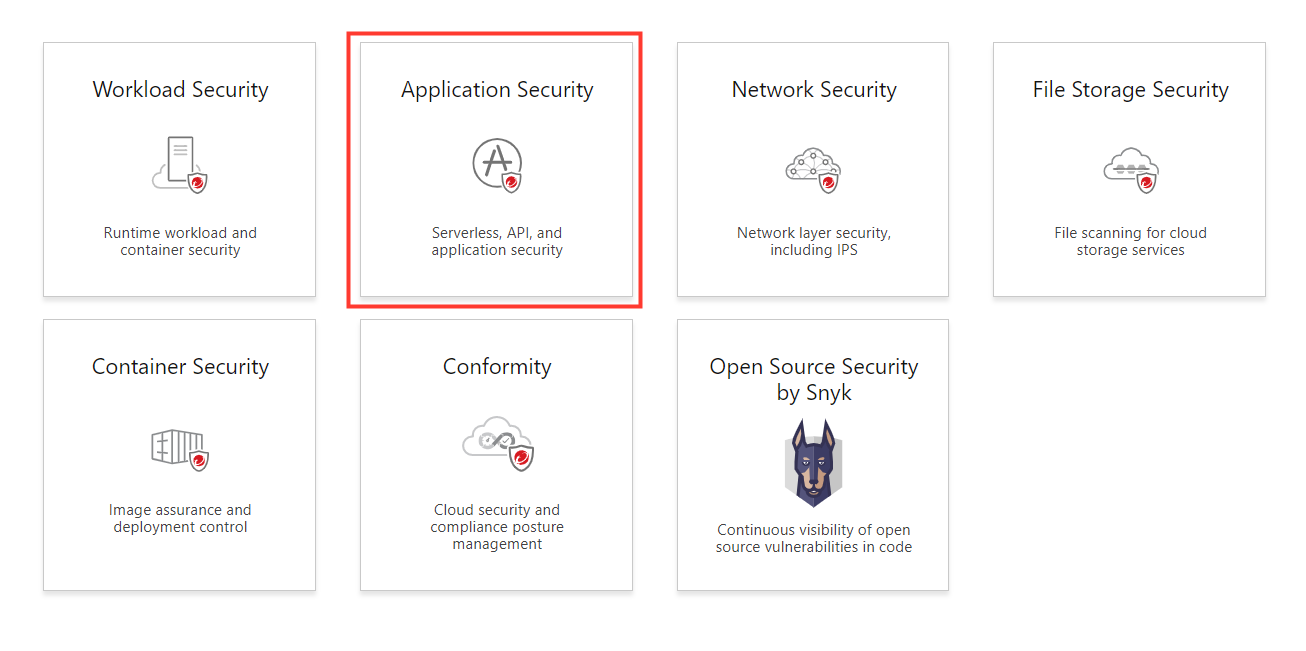 Workload Security
Runtime workload and
container security
Application Security
Serverless, API, and
application security
Network Security
Network layer security,
including IPS
File Storage Security
File scanning for cloud
storage services
Container Security
Image assurance and
deployment control
Conformity
Cloud security and
compliance posture
management
Open Source Security
by Snyk
Continuous visibility of open
source vulnerabilities in code